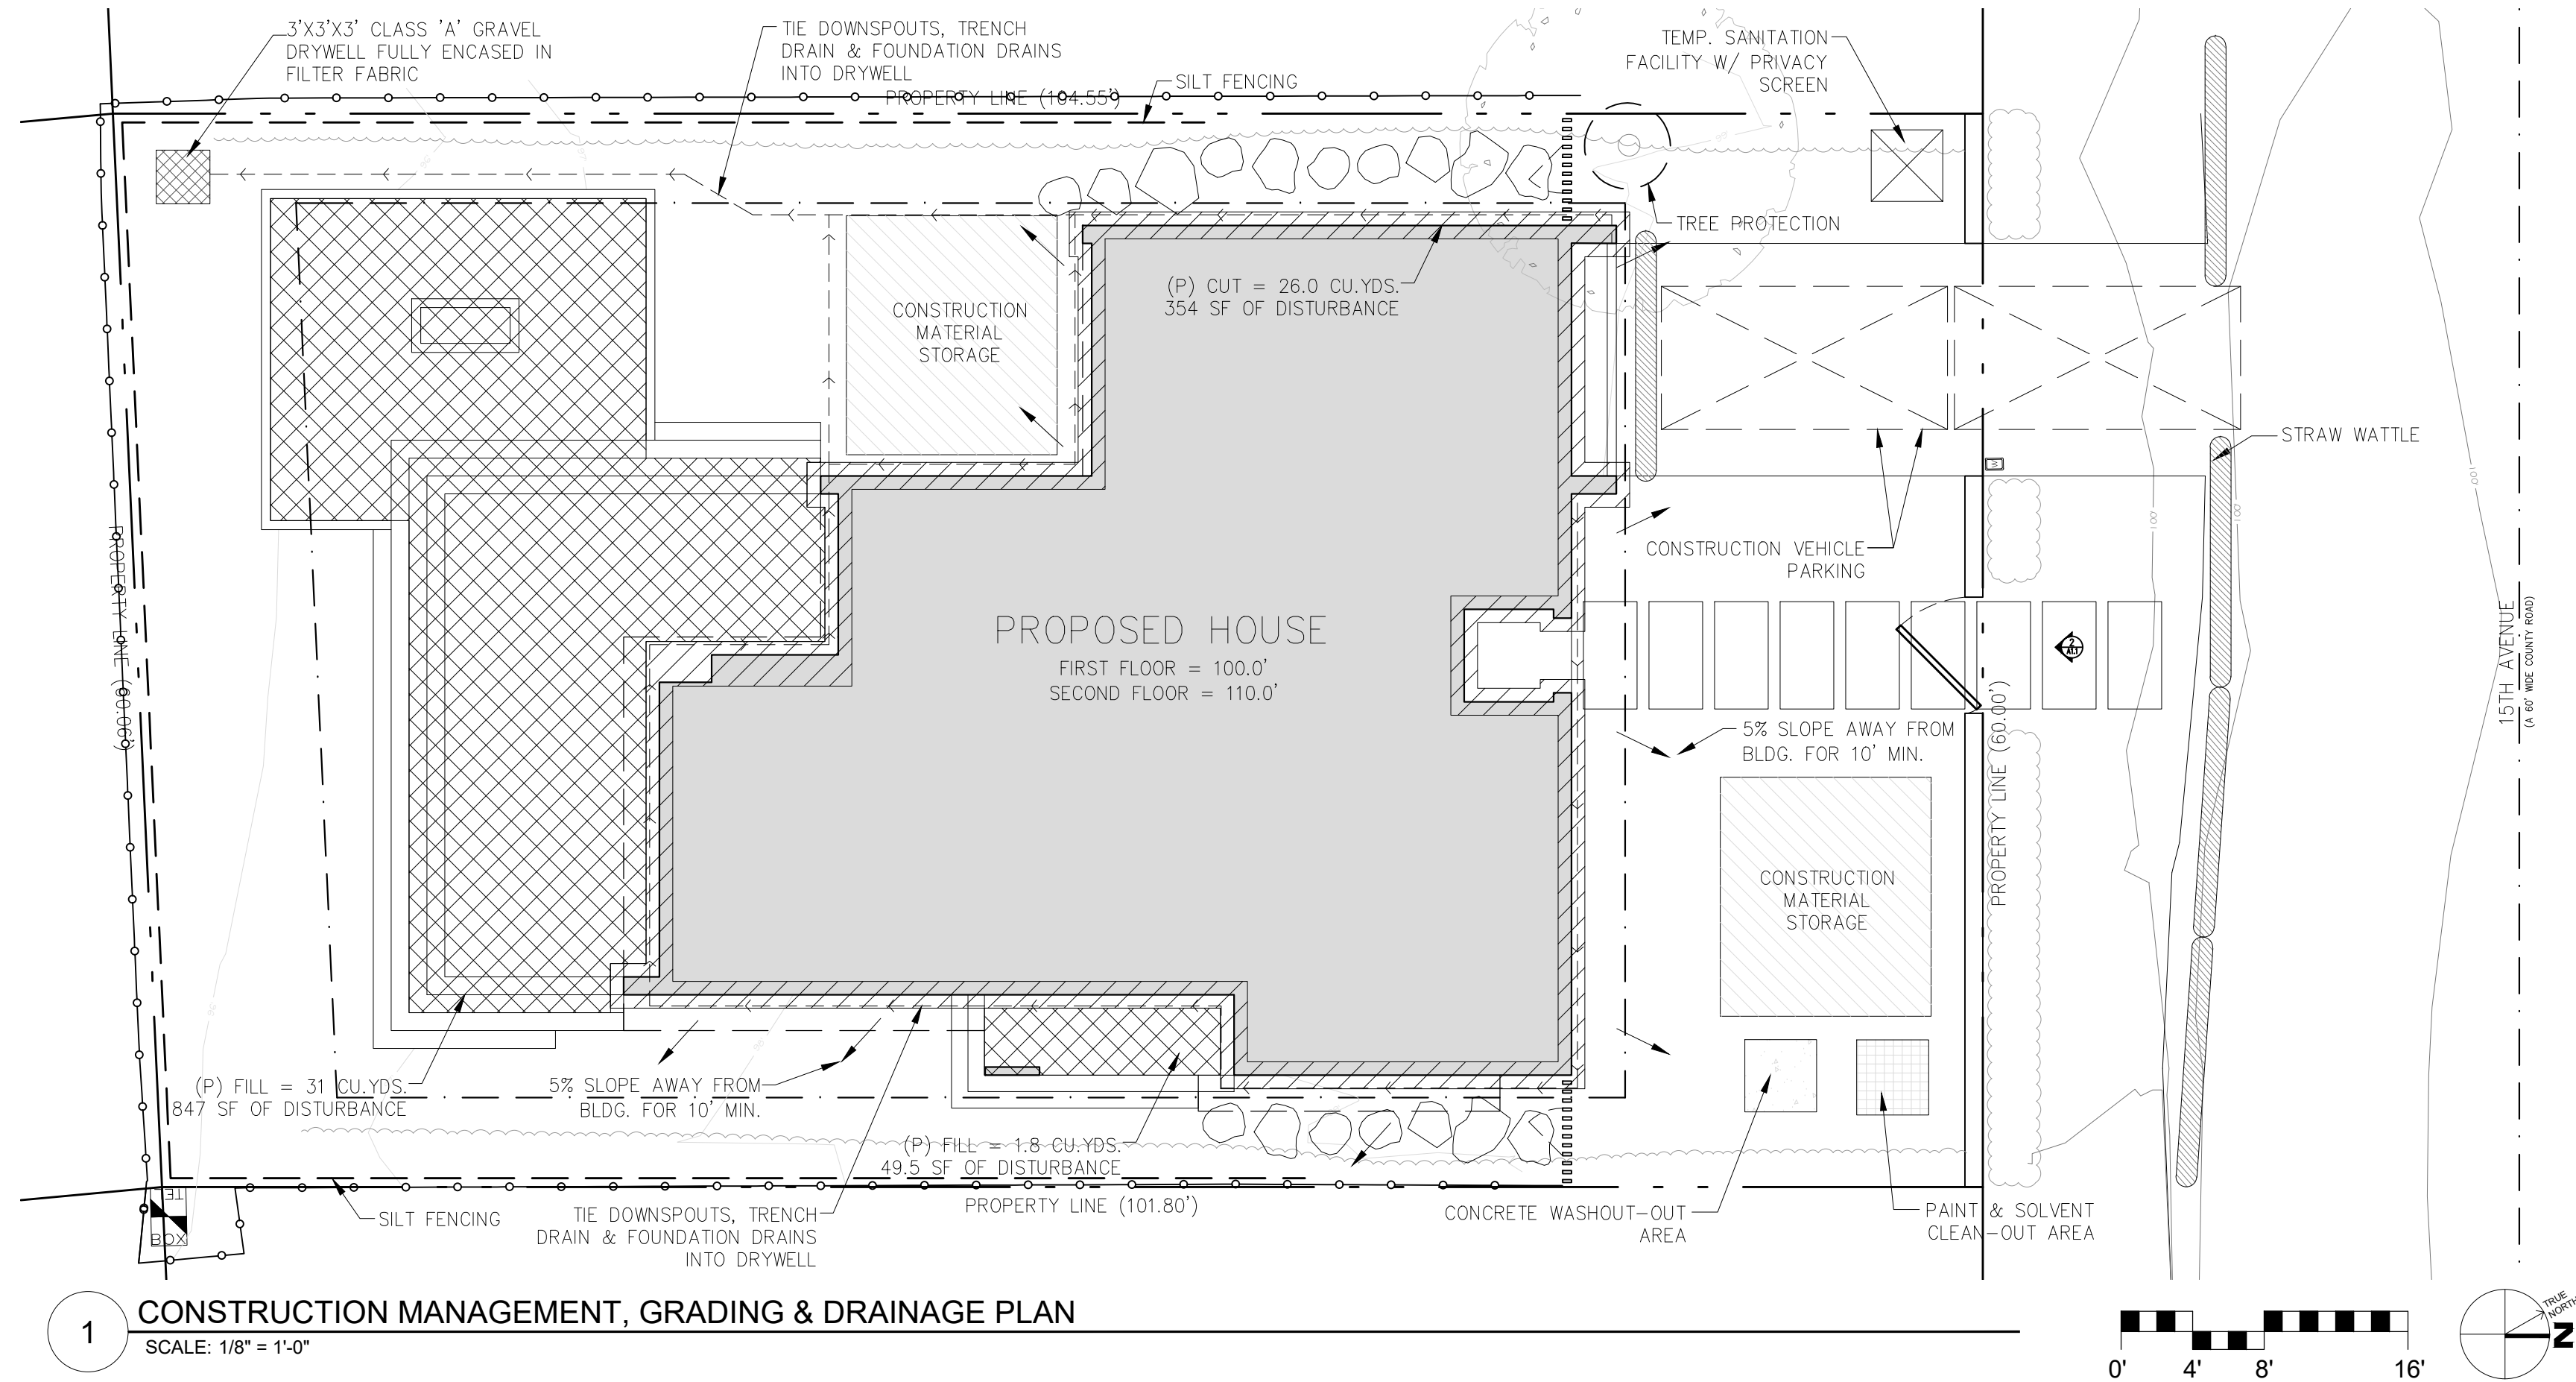 3'X3'X3' CLASS 'A' GRAVEL
DRYWELL FULLY ENCASED IN
FILTER FABRIC
TIE DOWNSPOUTS, TRENCH
DRAIN & FOUNDATION DRAINS
INTO DRYWELL
PROPERTY LINE (104.55')
SILT FENCING
TEMP. SANITATION
FACILITY W/ PRIVACY
SCREEN
TREE PROTECTION
(P) CUT = 26.0 CU.YDS.
354 SF OF DISTURBANCE
CONSTRUCTION
MATERIAL
STORAGE
STRAW WATTLE
W
100
100
100
CONSTRUCTION VEHICLE
PARKING
PROPERTY LINE (60.06')
PROPOSED HOUSE
FIRST FLOOR = 100.0'
SECOND FLOOR = 110.0'
2
A1.1
15TH AVENUE
(A 60' WIDE COUNTY ROAD)
5% SLOPE AWAY FROM
BLDG. FOR 10' MIN.
PROPERTY LINE (60.00')
CONSTRUCTION
MATERIAL
STORAGE
(P) FILL = 31 CU.YDS.
847 SF OF DISTURBANCE
5% SLOPE AWAY FROM
BLDG. FOR 10' MIN.
(P) FILL = 1.8 CU.YDS.
49.5 SF OF DISTURBANCE
PROPERTY LINE (101.80')
TEL
BOX
SILT FENCING
TIE DOWNSPOUTS, TRENCH
DRAIN & FOUNDATION DRAINS
INTO DRYWELL
CONCRETE WASHOUT-OUT
AREA
PAINT & SOLVENT
CLEAN-OUT AREA
1
CONSTRUCTION MANAGEMENT, GRADING & DRAINAGE PLAN
SCALE: 1/8" = 1'-0"
0' 4' 8' 16'
TRUE
NORTH
N